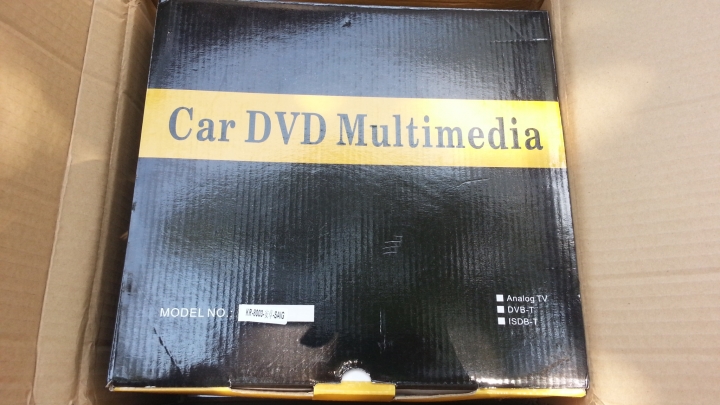 Car DVD Multimedia
MODEL NO.:
Analog TV
DVB-T
ISDB-T